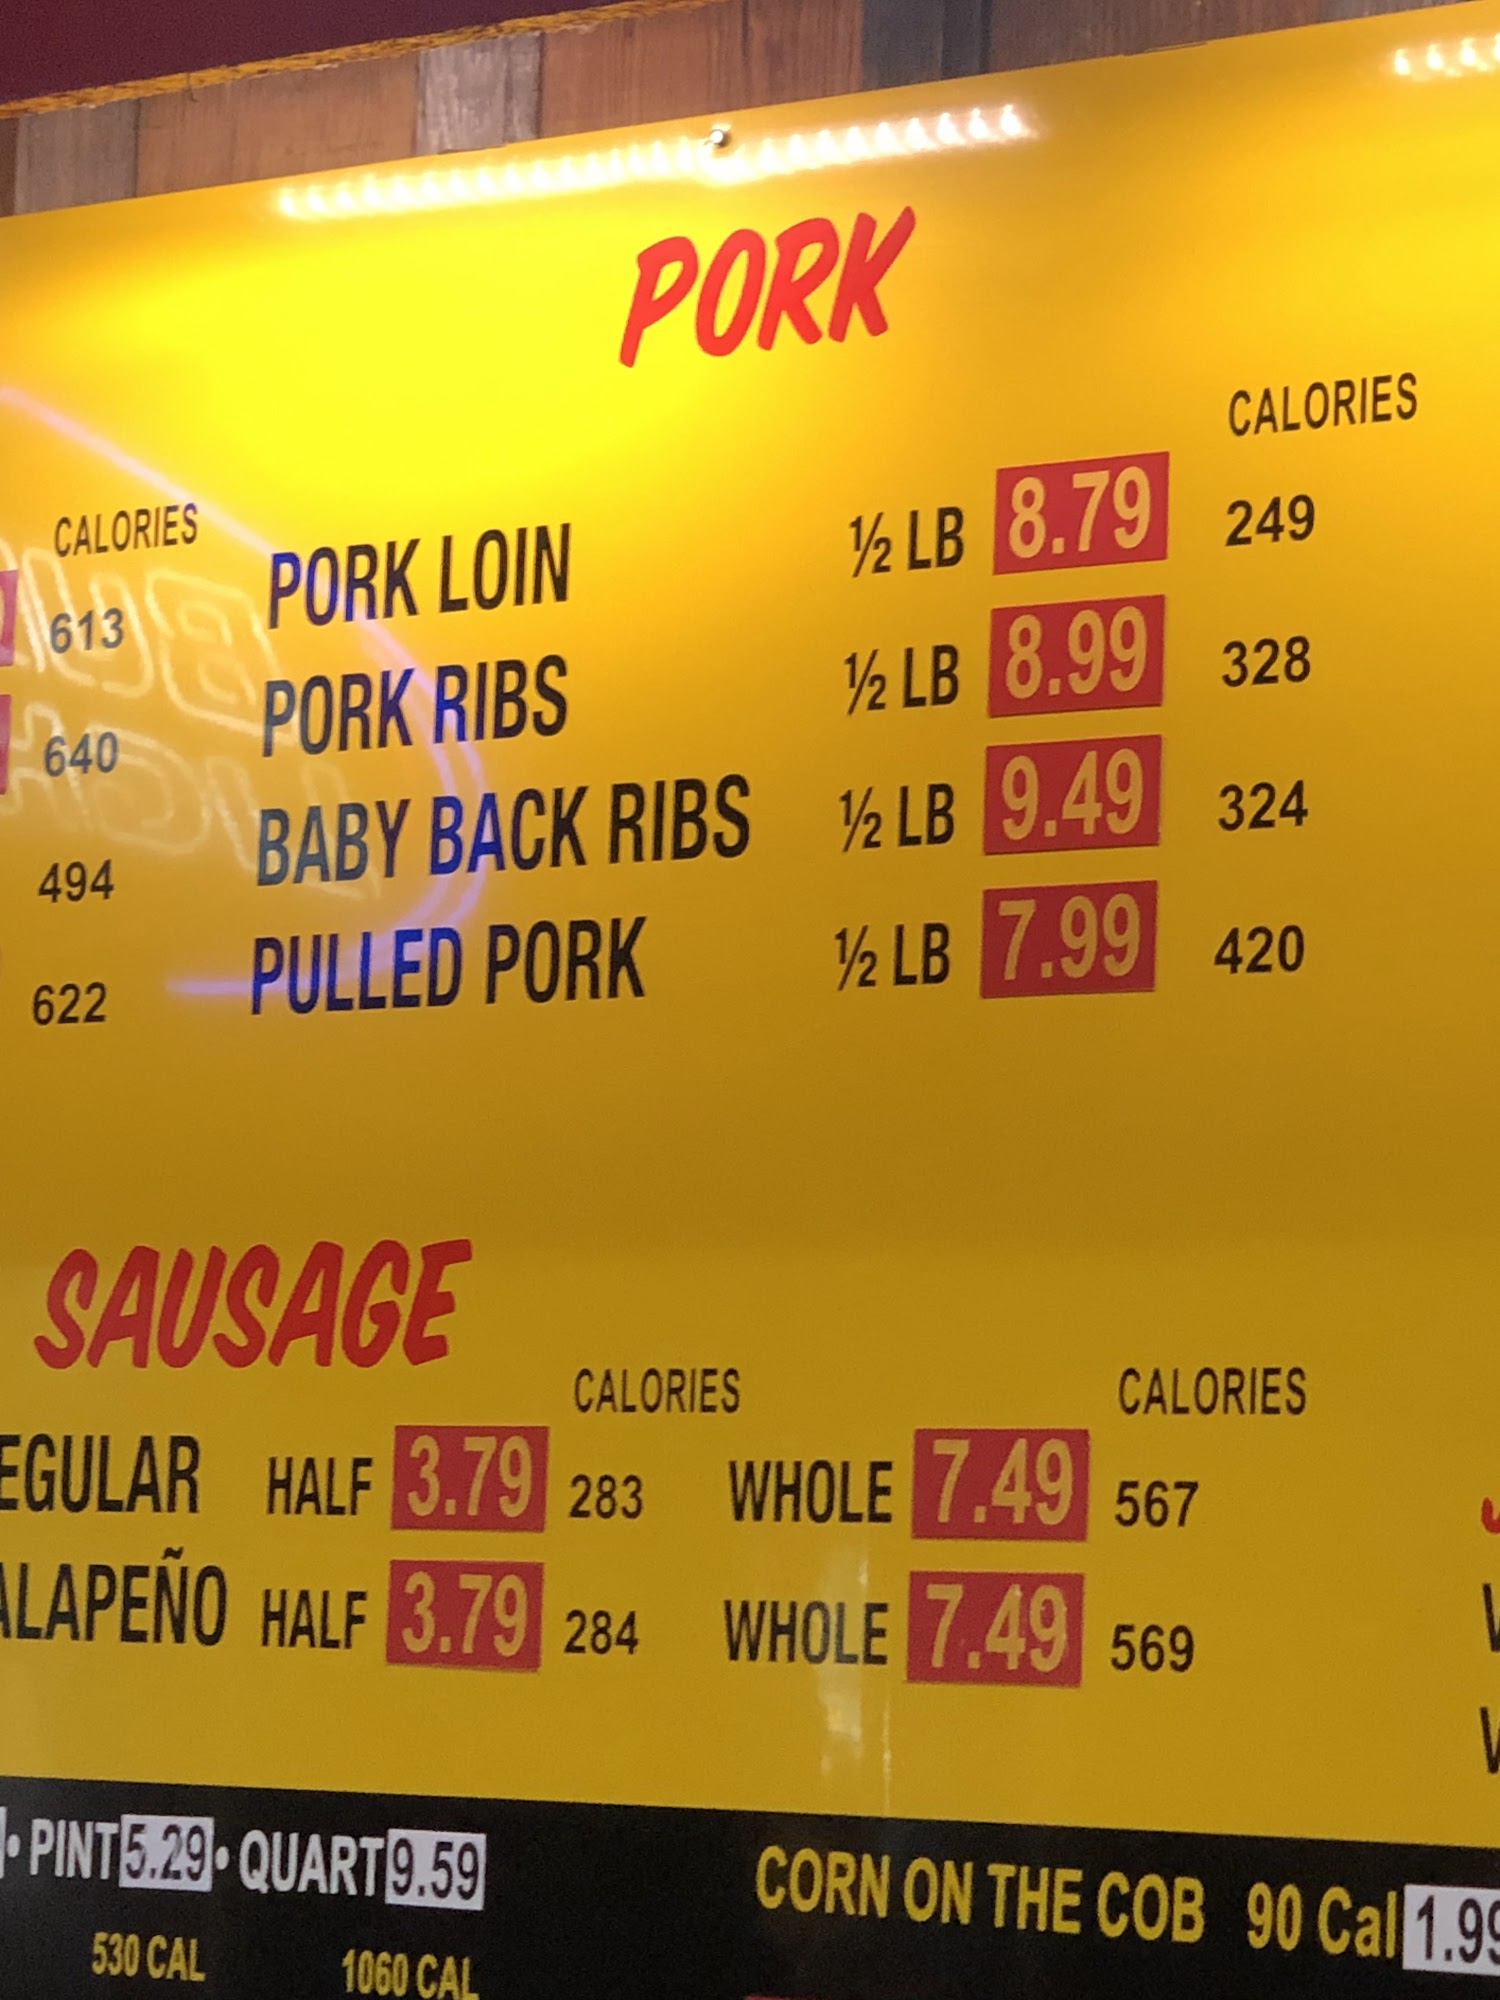 PORK
CALORIES
CALORIES
613
640
494
622
PORK LOIN ½ LB 8.79 249
PORK RIBS ½ LB 8.99 328
BABY BACK RIBS ½ LB 9.49 324
PULLED PORK ½ LB 7.99 420
SAUSAGE
CALORIES CALORIES
EGULAR HALF 3.79 283 WHOLE 7.49 567
ALAPEÑO HALF 3.79 284 WHOLE 7.49 569
• PINT 5.29 • QUART 9.59
530 CAL 1060 CAL
CORN ON THE COB 90 Cal 1.99